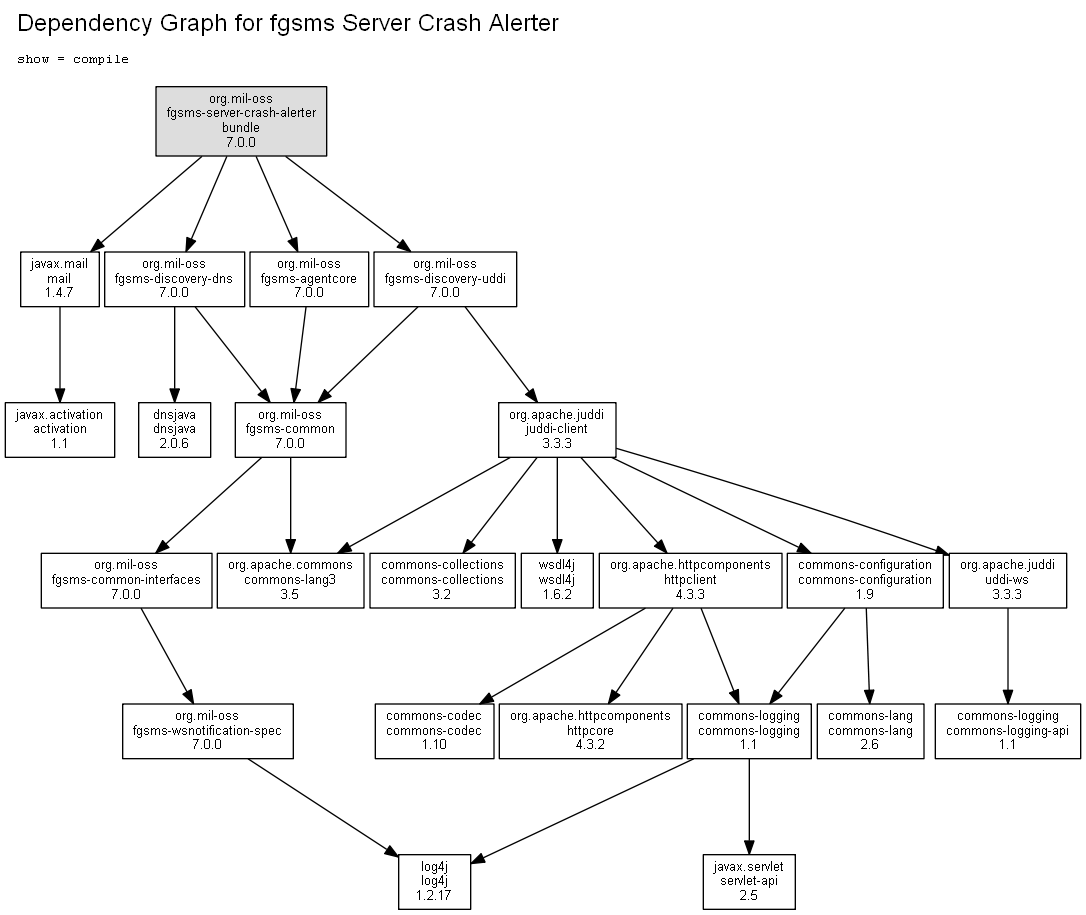 Dependency Graph for fgsms Server Crash Alerter
show = compile
org.mil-oss
fgsms-server-crash-alerter
bundle
7.0.0
javax.mail
mail
1.4.7
org.mil-oss
fgsms-discovery-dns
7.0.0
org.mil-oss
fgsms-agentcore
7.0.0
org.mil-oss
fgsms-discovery-uddi
7.0.0
javax.activation
activation
1.1
dnsjava
dnsjava
2.0.6
org.mil-oss
fgsms-common
7.0.0
org.apache.juddi
juddi-client
3.3.3
org.mil-oss
fgsms-common-interfaces
7.0.0
org.apache.commons
commons-lang3
3.5
commons-collections
commons-collections
3.2
wsdl4j
wsdl4j
1.6.2
org.apache.httpcomponents
httpclient
4.3.3
commons-configuration
commons-configuration
1.9
org.apache.juddi
uddi-ws
3.3.3
org.mil-oss
fgsms-wsnotification-spec
7.0.0
commons-codec
commons-codec
1.10
org.apache.httpcomponents
httpcore
4.3.2
commons-logging
commons-logging
1.1
commons-lang
commons-lang
2.6
commons-logging
commons-logging-api
1.1
log4j
log4j
1.2.17
javax.servlet
servlet-api
2.5